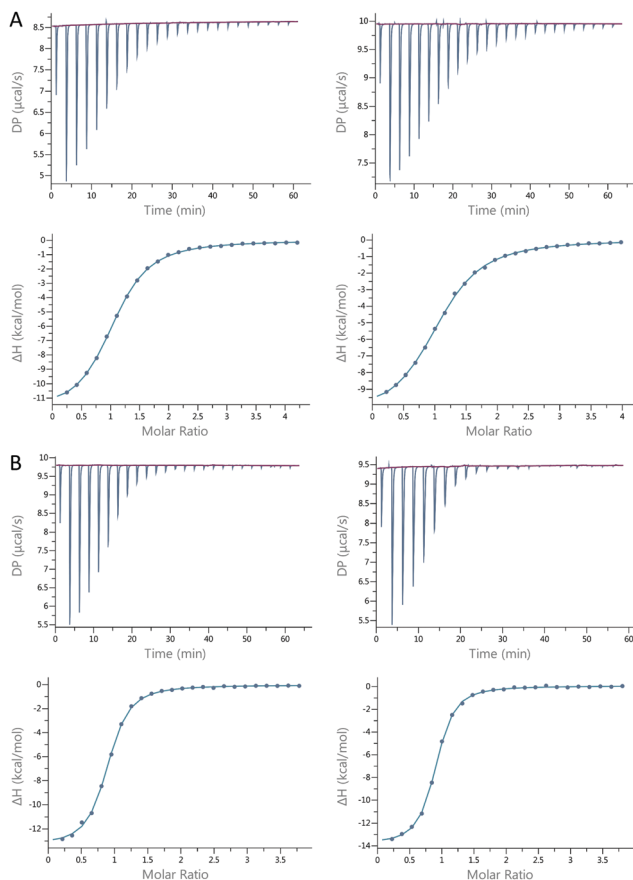 A
8.5
8
7.5
7
6.5
6
5.5
5
DP (µcal/s)
0 10 20 30 40 50 60
Time (min)
10
9.5
9
8.5
8
7.5
DP (µcal/s)
0 10 20 30 40 50 60
Time (min)
0
-1
-2
-3
-4
-5
-6
-7
-8
-9
-10
-11
ΔH (kcal/mol)
0 0.5 1 1.5 2 2.5 3 3.5 4
Molar Ratio
0
-1
-2
-3
-4
-5
-6
-7
-8
-9
ΔH (kcal/mol)
0 0.5 1 1.5 2 2.5 3 3.5 4
Molar Ratio
B
10
9.5
9
8.5
8
7.5
7
6.5
6
5.5
DP (µcal/s)
0 10 20 30 40 50 60
Time (min)
9.5
9
8.5
8
7.5
7
6.5
6
5.5
DP (µcal/s)
0 10 20 30 40 50 60
Time (min)
0
-2
-4
-6
-8
-10
-12
ΔH (kcal/mol)
0 0.5 1 1.5 2 2.5 3 3.5
Molar Ratio
0
-2
-4
-6
-8
-10
-12
-14
ΔH (kcal/mol)
0 0.5 1 1.5 2 2.5 3 3.5
Molar Ratio